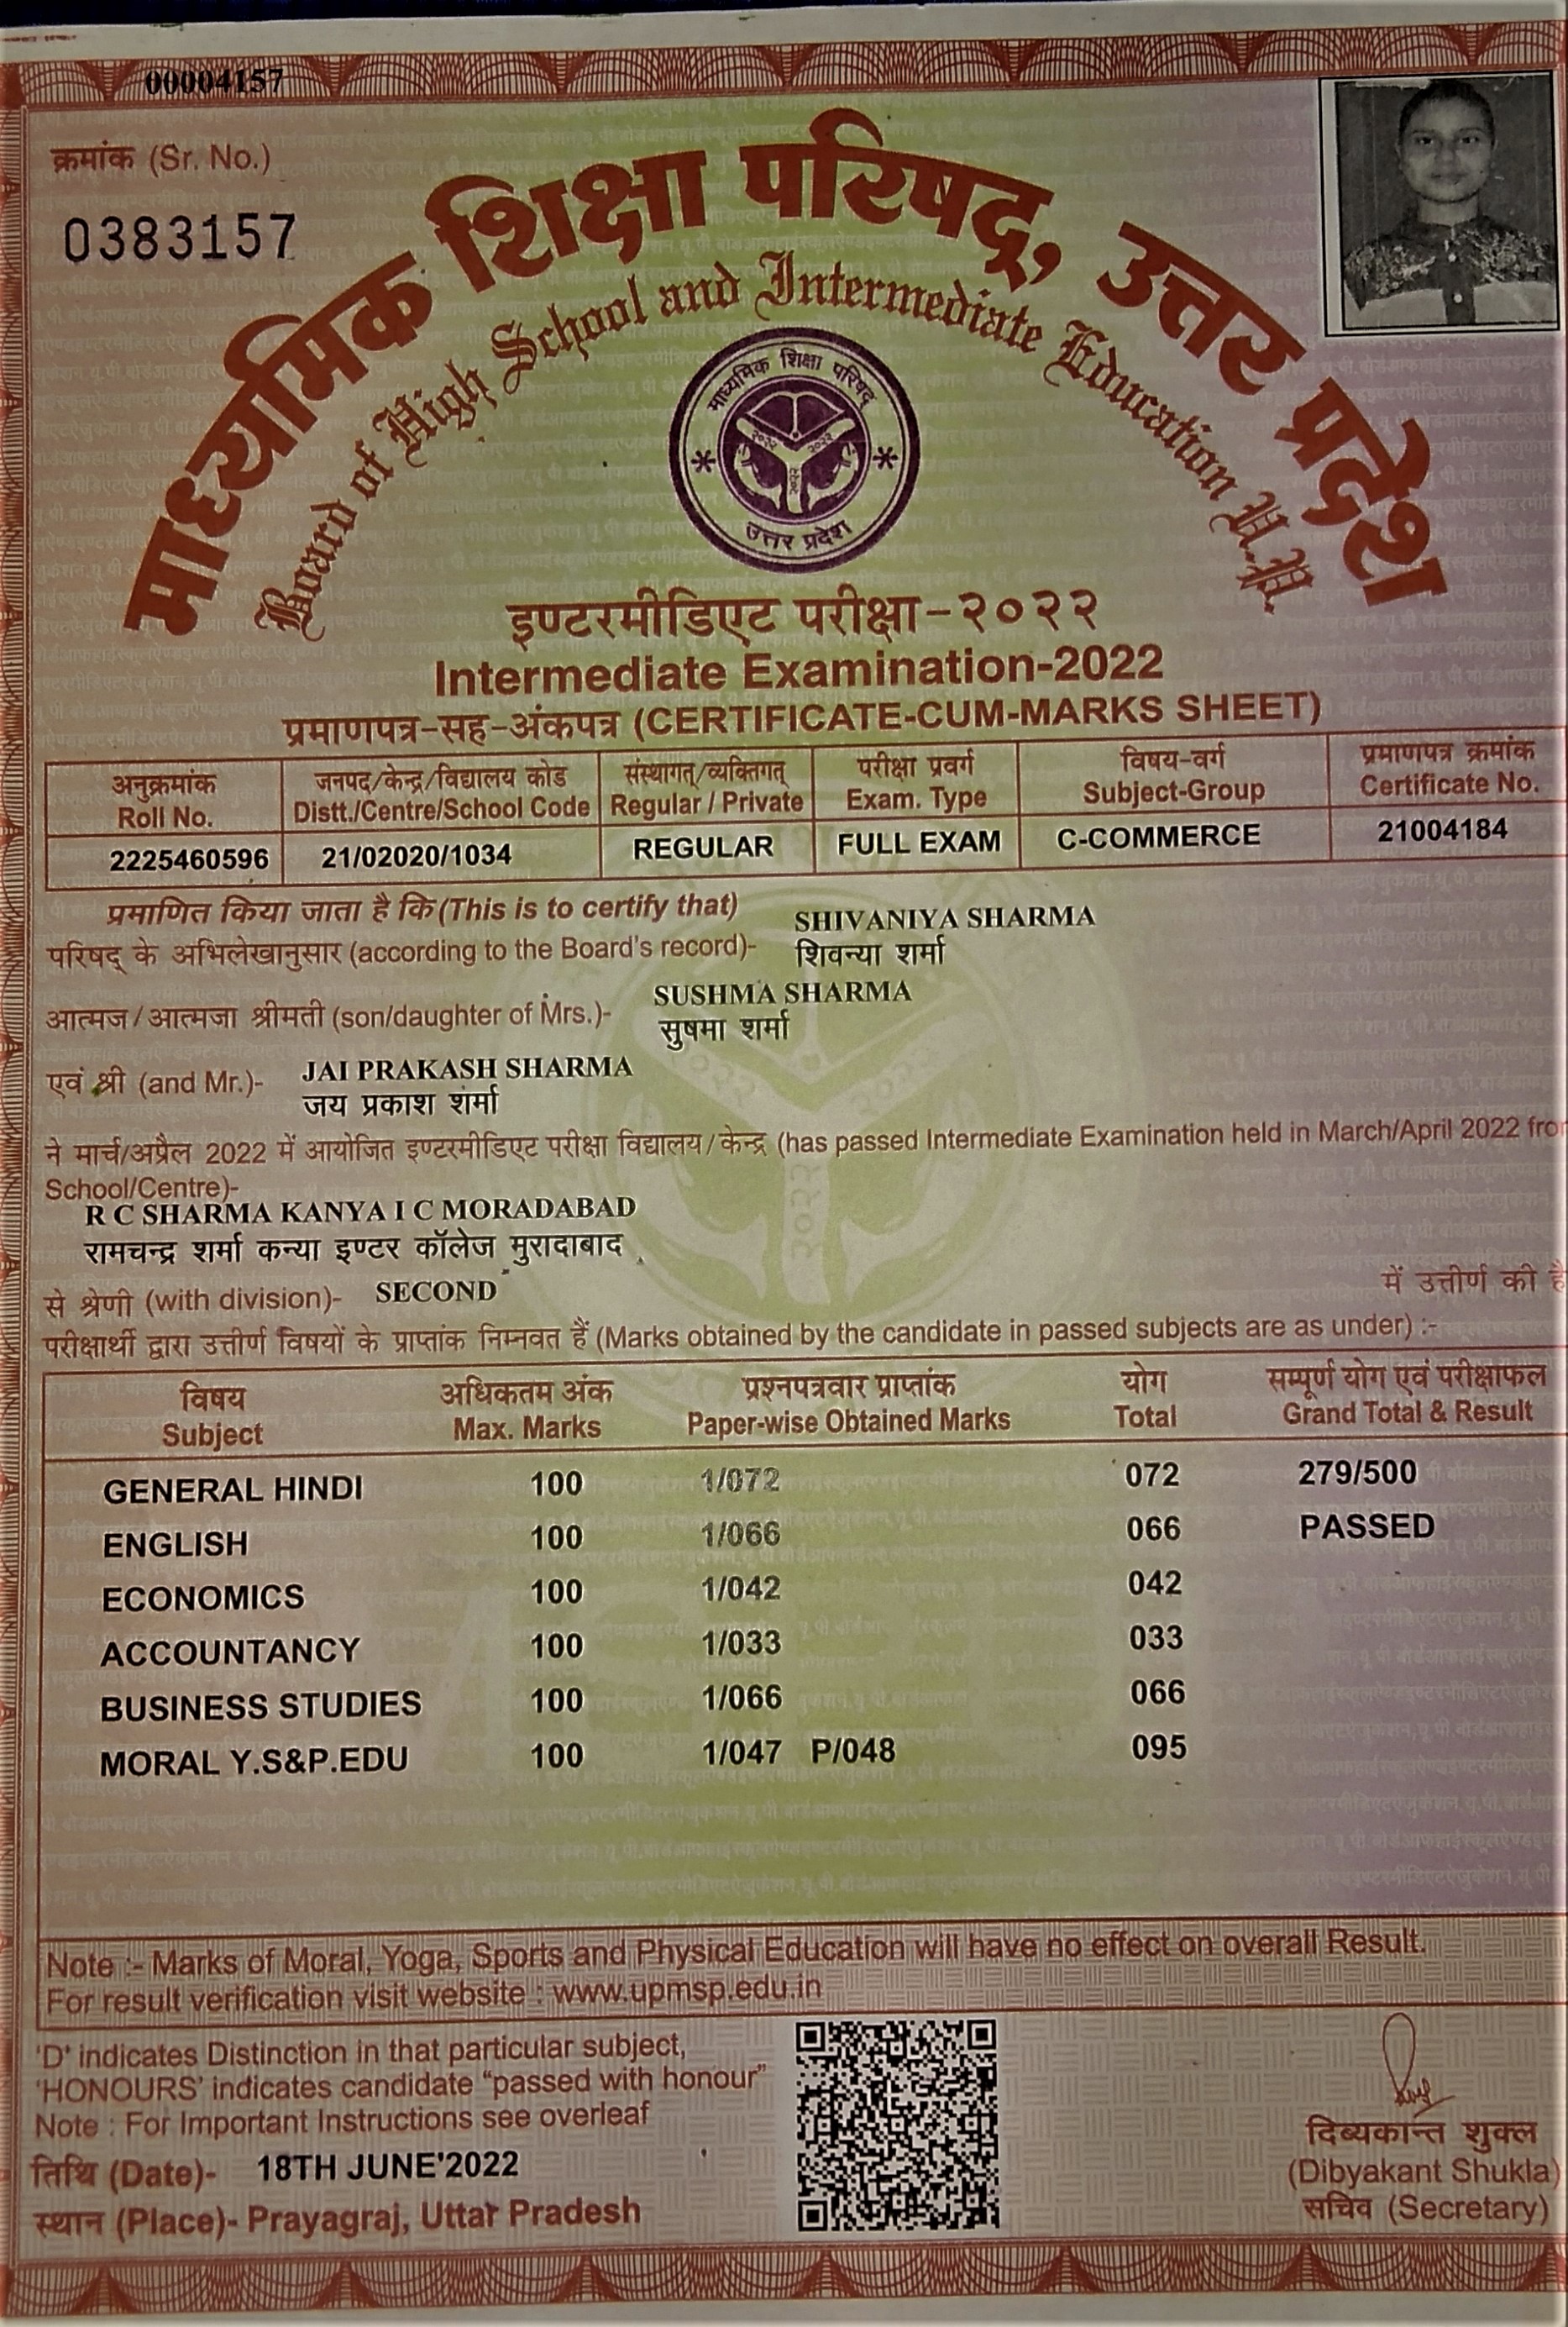 00004157
क्रमांक (Sr. No.)
0383157
माध्यमिक शिक्षा परिषद्, उत्तर प्रदेश
Board of High School and Intermediate Education U.P.
माध्यमिक शिक्षा परिषद्
उत्तर प्रदेश
इण्टरमीडिएट परीक्षा-२०२२
Intermediate Examination-2022
प्रमाणपत्र-सह-अंकपत्र (CERTIFICATE-CUM-MARKS SHEET)
अनुक्रमांक जनपद/केन्द्र/विद्यालय कोड संस्थागत्/व्यक्तिगत् परीक्षा प्रवर्ग विषय-वर्ग प्रमाणपत्र क्रमांक
Roll No. Distt./Centre/School Code Regular / Private Exam. Type Subject-Group Certificate No.
2225460596 21/02020/1034 REGULAR FULL EXAM C-COMMERCE 21004184
प्रमाणित किया जाता है कि (This is to certify that) SHIVANIYA SHARMA
परिषद् के अभिलेखानुसार (according to the Board's record)- शिवन्या शर्मा
SUSHMA SHARMA
आत्मज/आत्मजा श्रीमती (son/daughter of Mrs.)- सुषमा शर्मा
JAI PRAKASH SHARMA
एवं श्री (and Mr.)- जय प्रकाश शर्मा
ने मार्च/अप्रैल 2022 में आयोजित इण्टरमीडिएट परीक्षा विद्यालय/केन्द्र (has passed Intermediate Examination held in March/April 2022 from
School/Centre)-
R C SHARMA KANYA I C MORADABAD
रामचन्द्र शर्मा कन्या इण्टर कॉलेज मुरादाबाद
से श्रेणी (with division)- SECOND में उत्तीर्ण की है
परीक्षार्थी द्वारा उत्तीर्ण विषयों के प्राप्तांक निम्नवत हैं (Marks obtained by the candidate in passed subjects are as under) :-
विषय अधिकतम अंक प्रश्नपत्रवार प्राप्तांक योग सम्पूर्ण योग एवं परीक्षाफल
Subject Max. Marks Paper-wise Obtained Marks Total Grand Total & Result
GENERAL HINDI 100 1/072 072 279/500
ENGLISH 100 1/066 066 PASSED
ECONOMICS 100 1/042 042
ACCOUNTANCY 100 1/033 033
BUSINESS STUDIES 100 1/066 066
MORAL Y.S&P.EDU 100 1/047 P/048 095
Note :- Marks of Moral, Yoga, Sports and Physical Education will have no effect on overall Result.
For result verification visit website : www.upmsp.edu.in
'D' indicates Distinction in that particular subject,
'HONOURS' indicates candidate "passed with honour"
Note : For Important Instructions see overleaf
तिथि (Date)- 18TH JUNE'2022
स्थान (Place)- Prayagraj, Uttar Pradesh
दिब्यकान्त शुक्ल
(Dibyakant Shukla)
सचिव (Secretary)